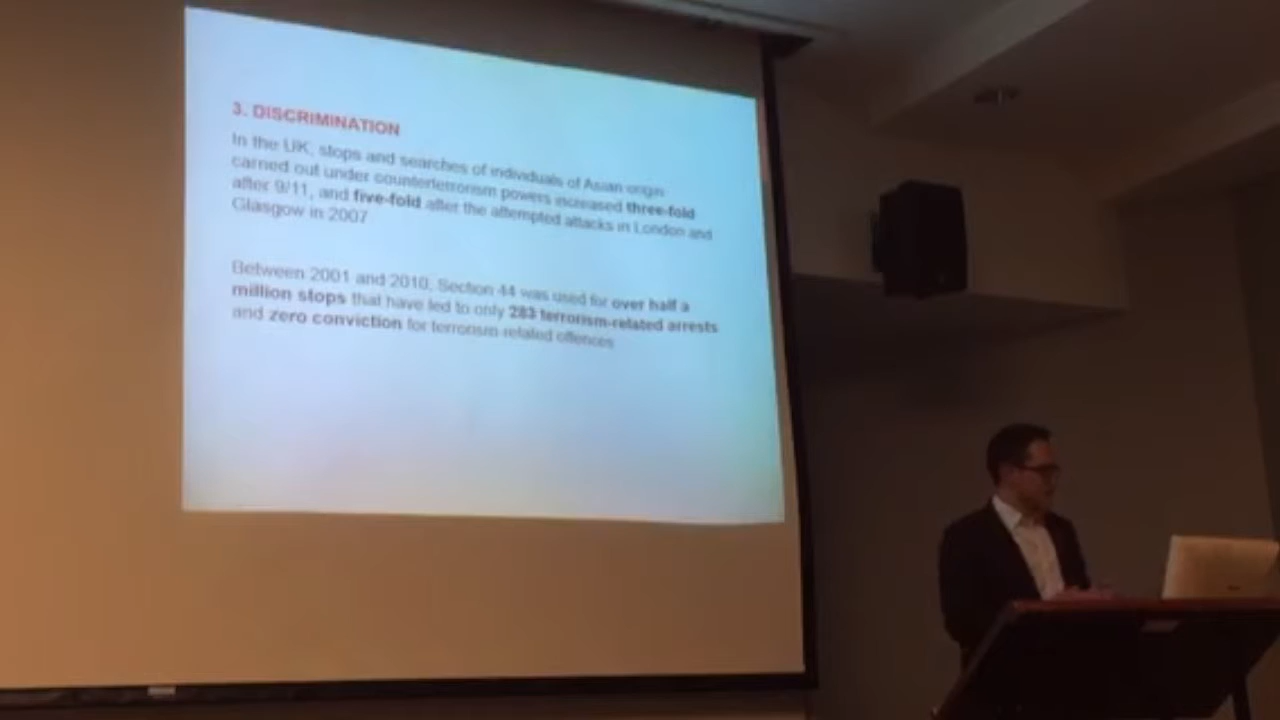 3. DISCRIMINATION
In the UK, stops and searches of individuals of Asian origin
carried out under counterterrorism powers increased three-fold
after 9/11, and five-fold after the attempted attacks in London and
Glasgow in 2007
Between 2001 and 2010, Section 44 was used for over half a
million stops that have led to only 283 terrorism-related arrests
and zero conviction for terrorism related offences